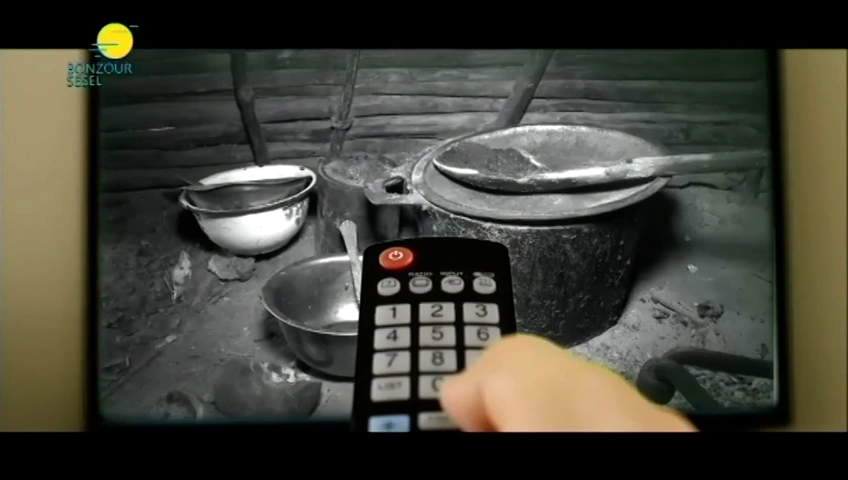 BONZOUR
SESEL
RATIO INPUT
1 2 3
4 5 6
7 8
LIST 0